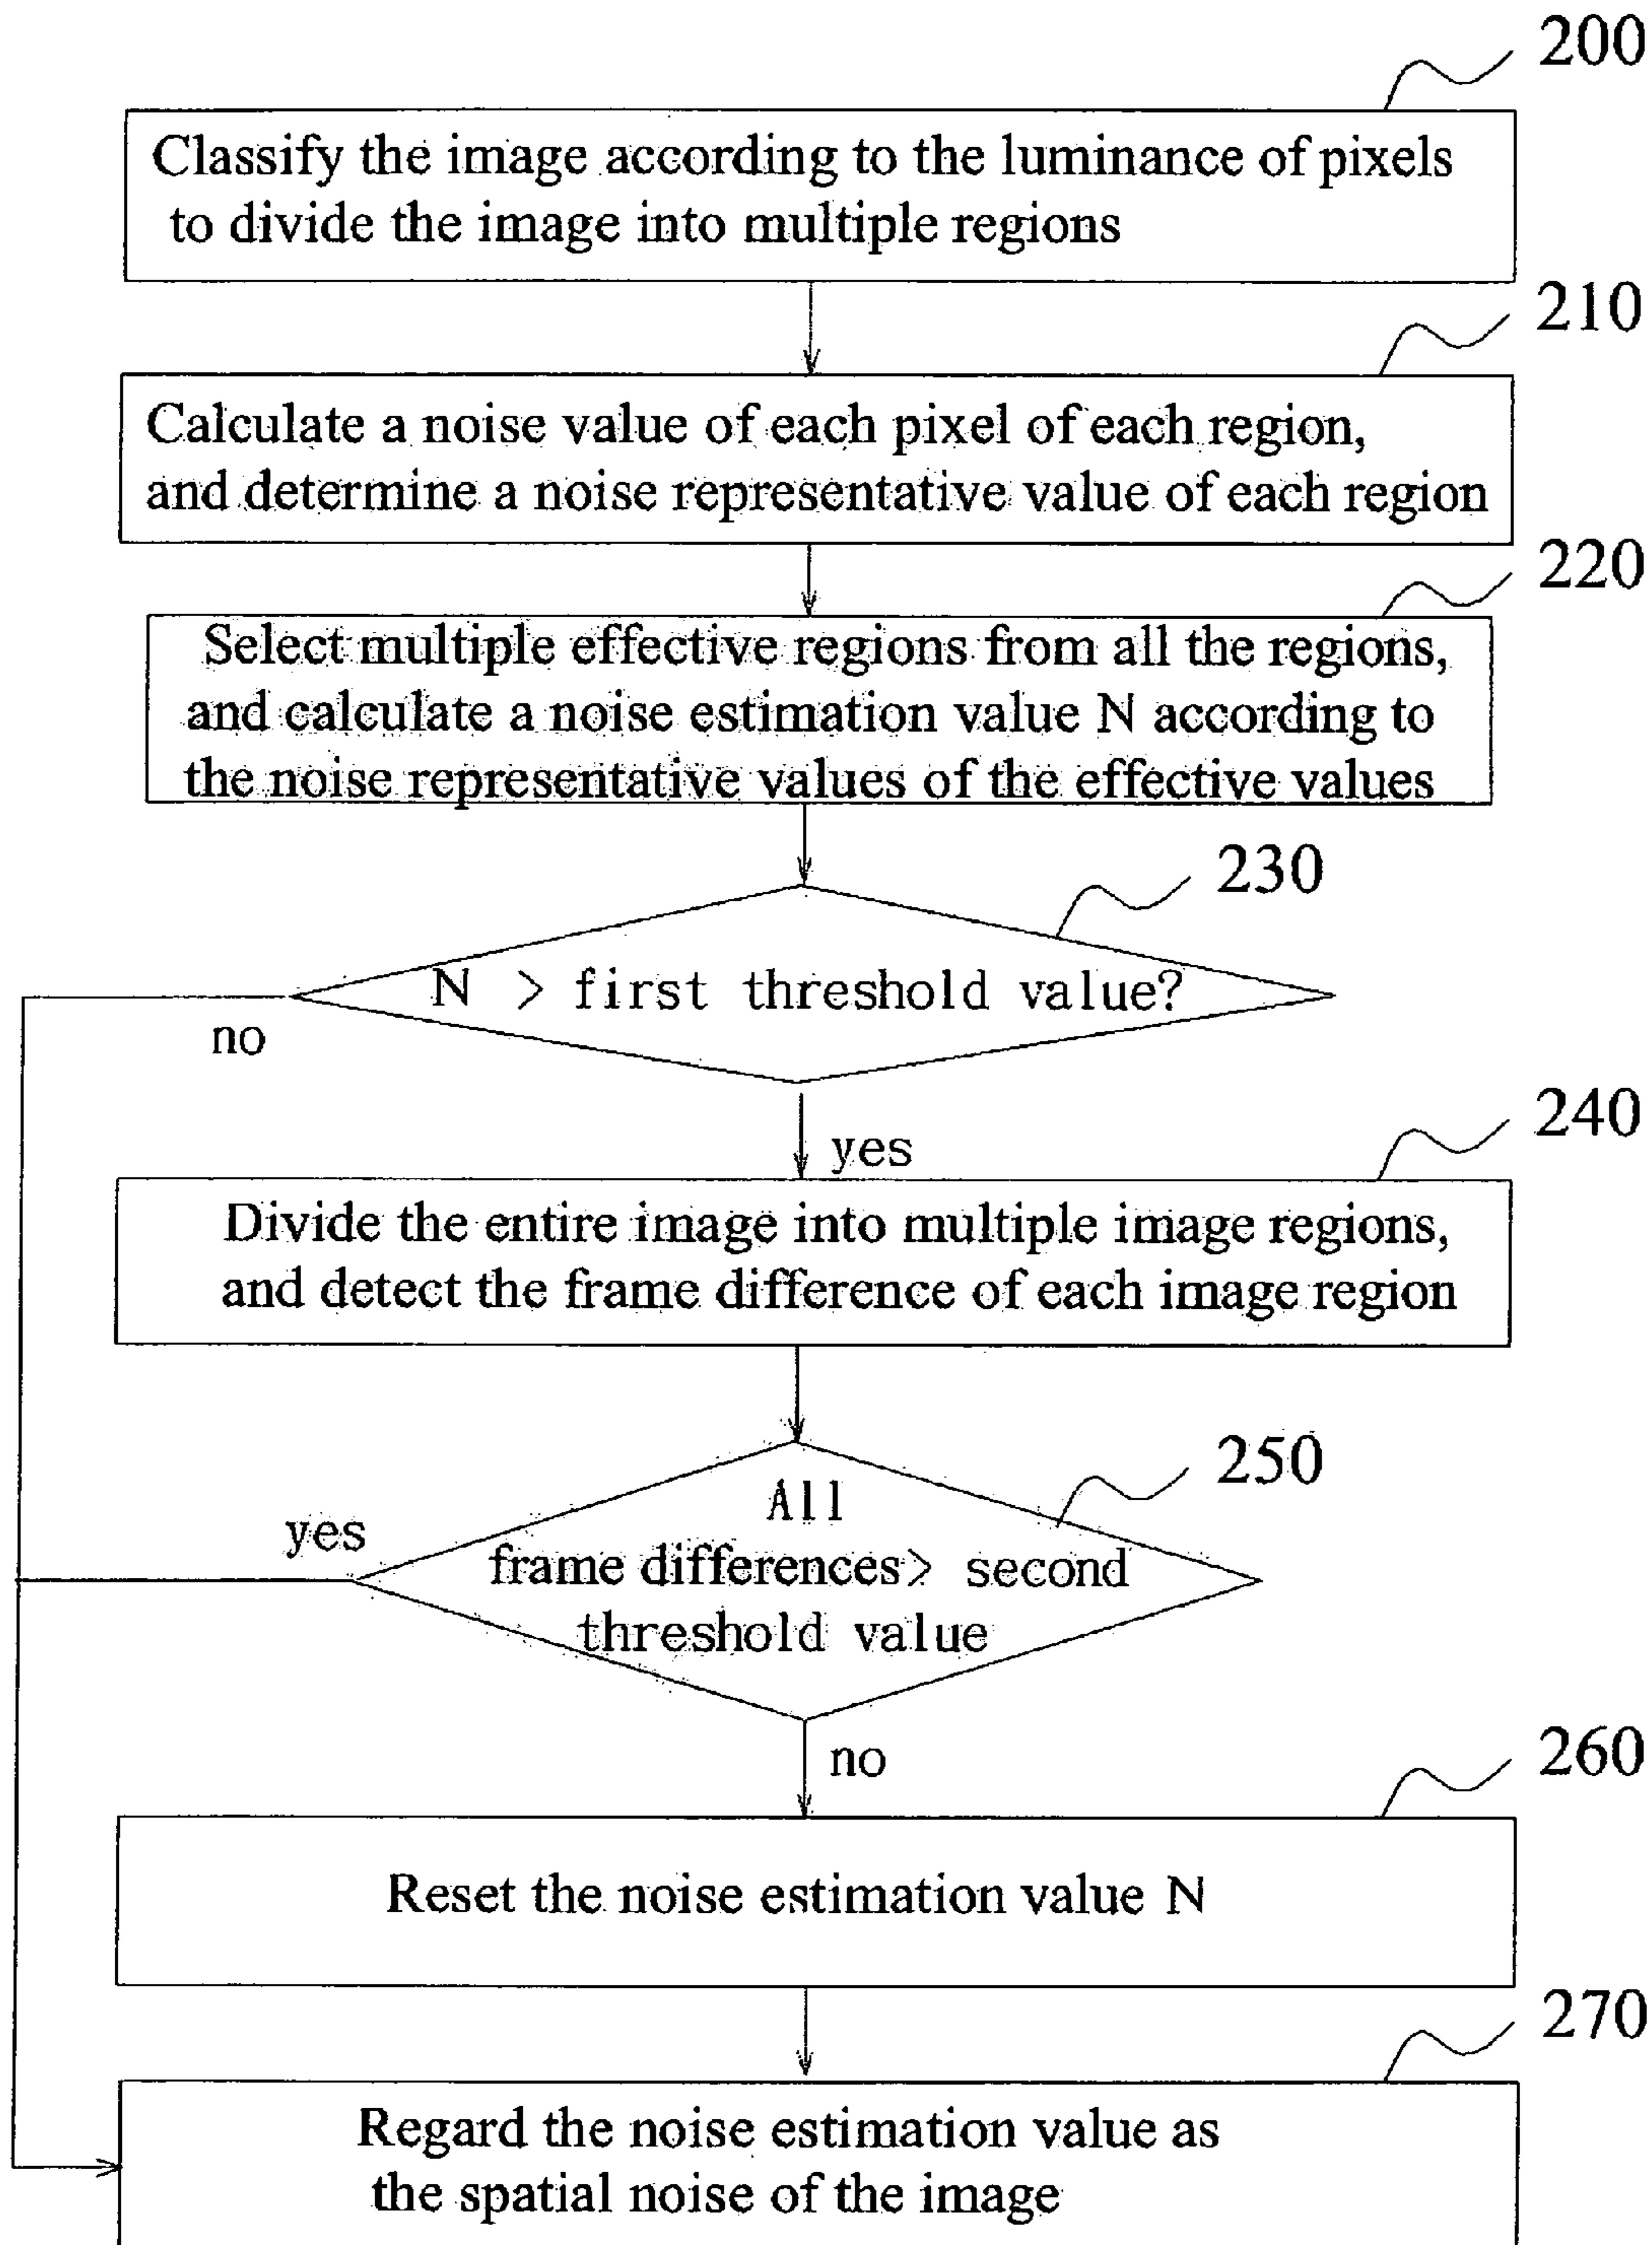 200
Classify the image according to the luminance of pixels
to divide the image into multiple regions
210
Calculate a noise value of each pixel of each region,
and determine a noise representative value of each region
220
Select multiple effective regions from all the regions,
and calculate a noise estimation value N according to
the noise representative values of the effective values
230
N > first threshold value?
no
yes
240
Divide the entire image into multiple image regions,
and detect the frame difference of each image region
250
All
frame differences> second
threshold value
yes
no
260
Reset the noise estimation value N
270
Regard the noise estimation value as
the spatial noise of the image